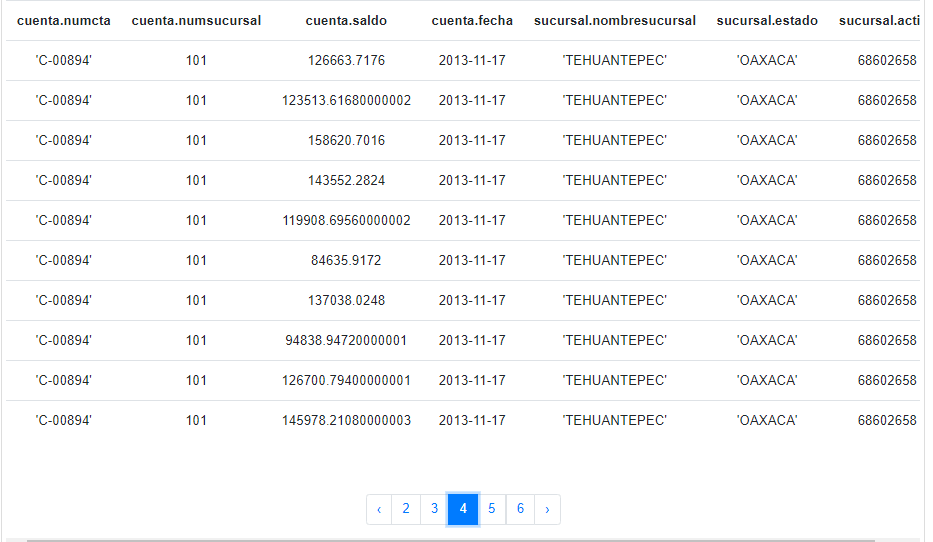 cuenta.numcta cuenta.numsucursal cuenta.saldo cuenta.fecha sucursal.nombresucursal sucursal.estado sucursal.acti
'C-00894' 101 126663.7176 2013-11-17 'TEHUANTEPEC' 'OAXACA' 68602658
'C-00894' 101 123513.61680000002 2013-11-17 'TEHUANTEPEC' 'OAXACA' 68602658
'C-00894' 101 158620.7016 2013-11-17 'TEHUANTEPEC' 'OAXACA' 68602658
'C-00894' 101 143552.2824 2013-11-17 'TEHUANTEPEC' 'OAXACA' 68602658
'C-00894' 101 119908.69560000002 2013-11-17 'TEHUANTEPEC' 'OAXACA' 68602658
'C-00894' 101 84635.9172 2013-11-17 'TEHUANTEPEC' 'OAXACA' 68602658
'C-00894' 101 137038.0248 2013-11-17 'TEHUANTEPEC' 'OAXACA' 68602658
'C-00894' 101 94838.94720000001 2013-11-17 'TEHUANTEPEC' 'OAXACA' 68602658
'C-00894' 101 126700.79400000001 2013-11-17 'TEHUANTEPEC' 'OAXACA' 68602658
'C-00894' 101 145978.21080000003 2013-11-17 'TEHUANTEPEC' 'OAXACA' 68602658
‹ 2 3 4 5 6 ›